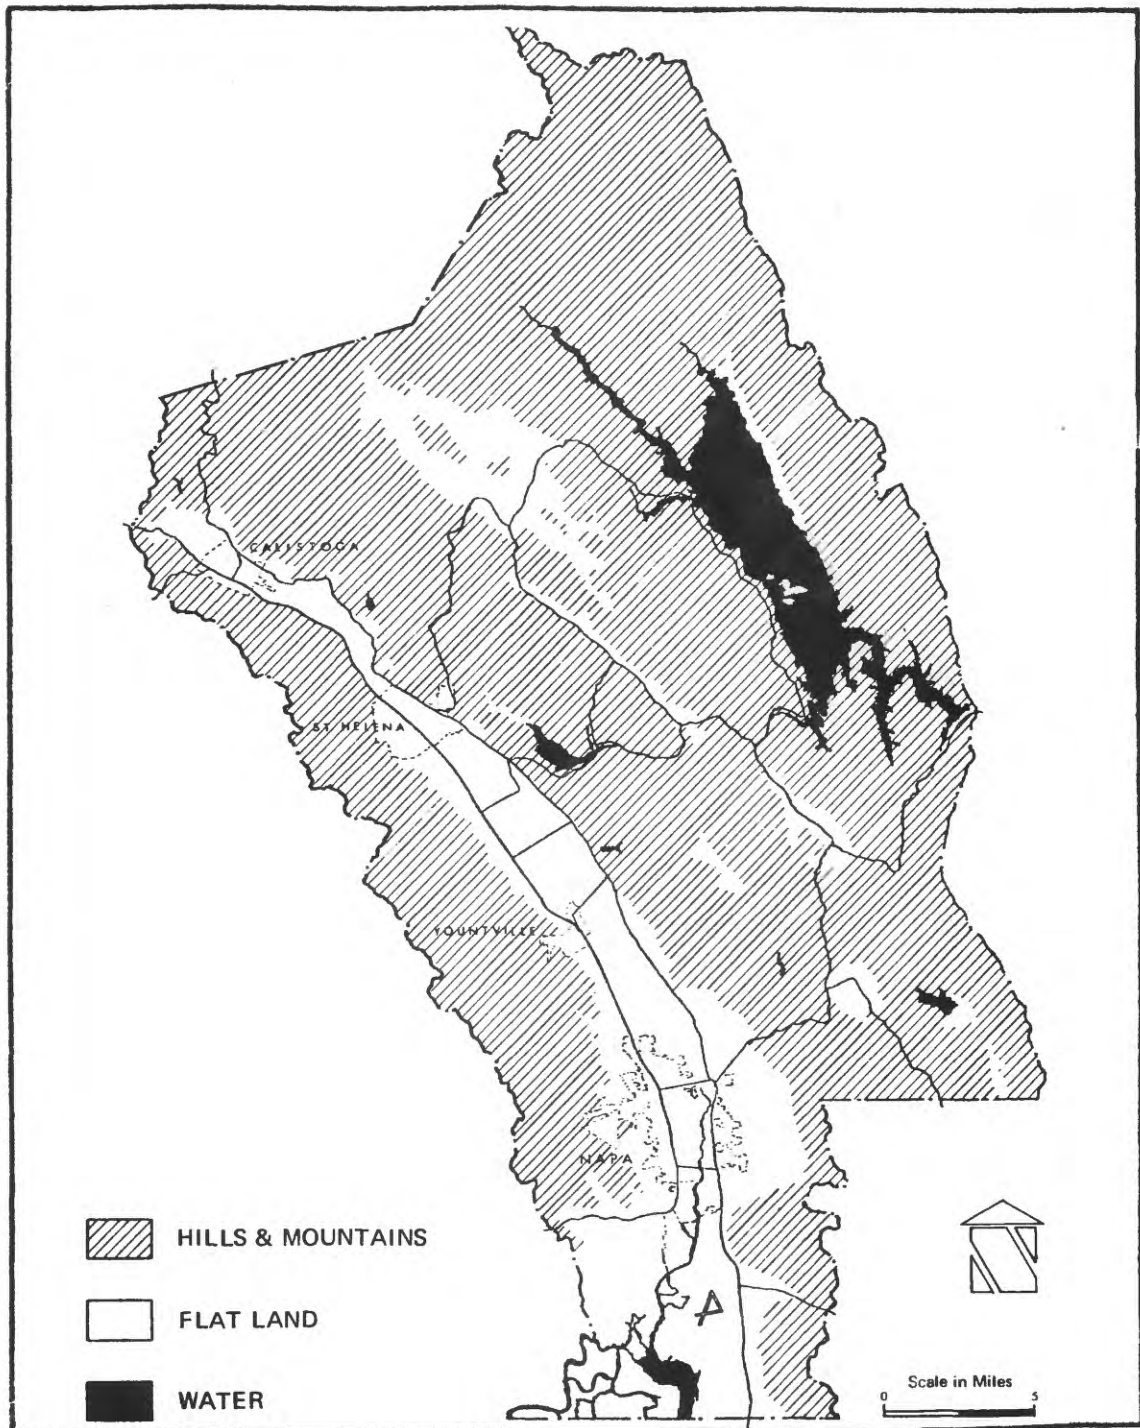 CALISTOGA
ST. HELENA
YOUNTVILLE
NAPA
HILLS & MOUNTAINS
FLAT LAND
WATER
Scale in Miles
0 5